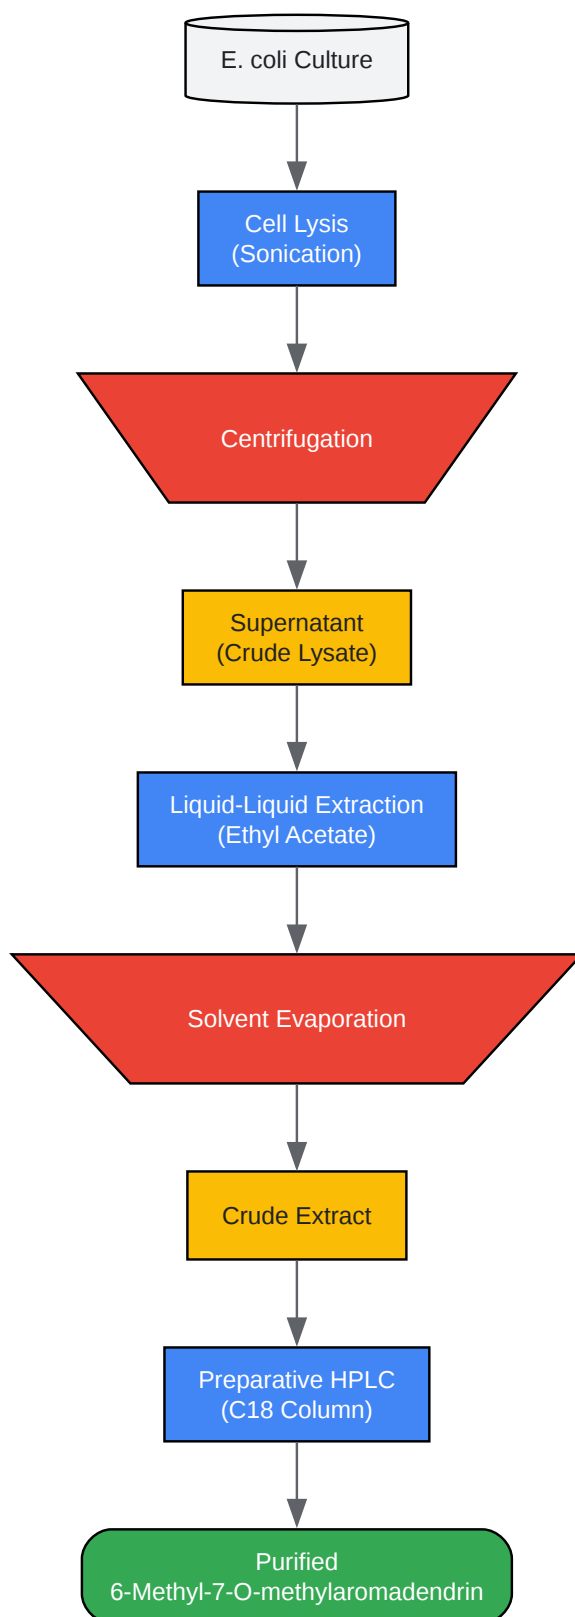 E. coli Culture
Cell Lysis
(Sonication)
Centrifugation
Supernatant
(Crude Lysate)
Liquid-Liquid Extraction
(Ethyl Acetate)
Solvent Evaporation
Crude Extract
Preparative HPLC
(C18 Column)
Purified
6-Methyl-7-O-methylaromadendrin